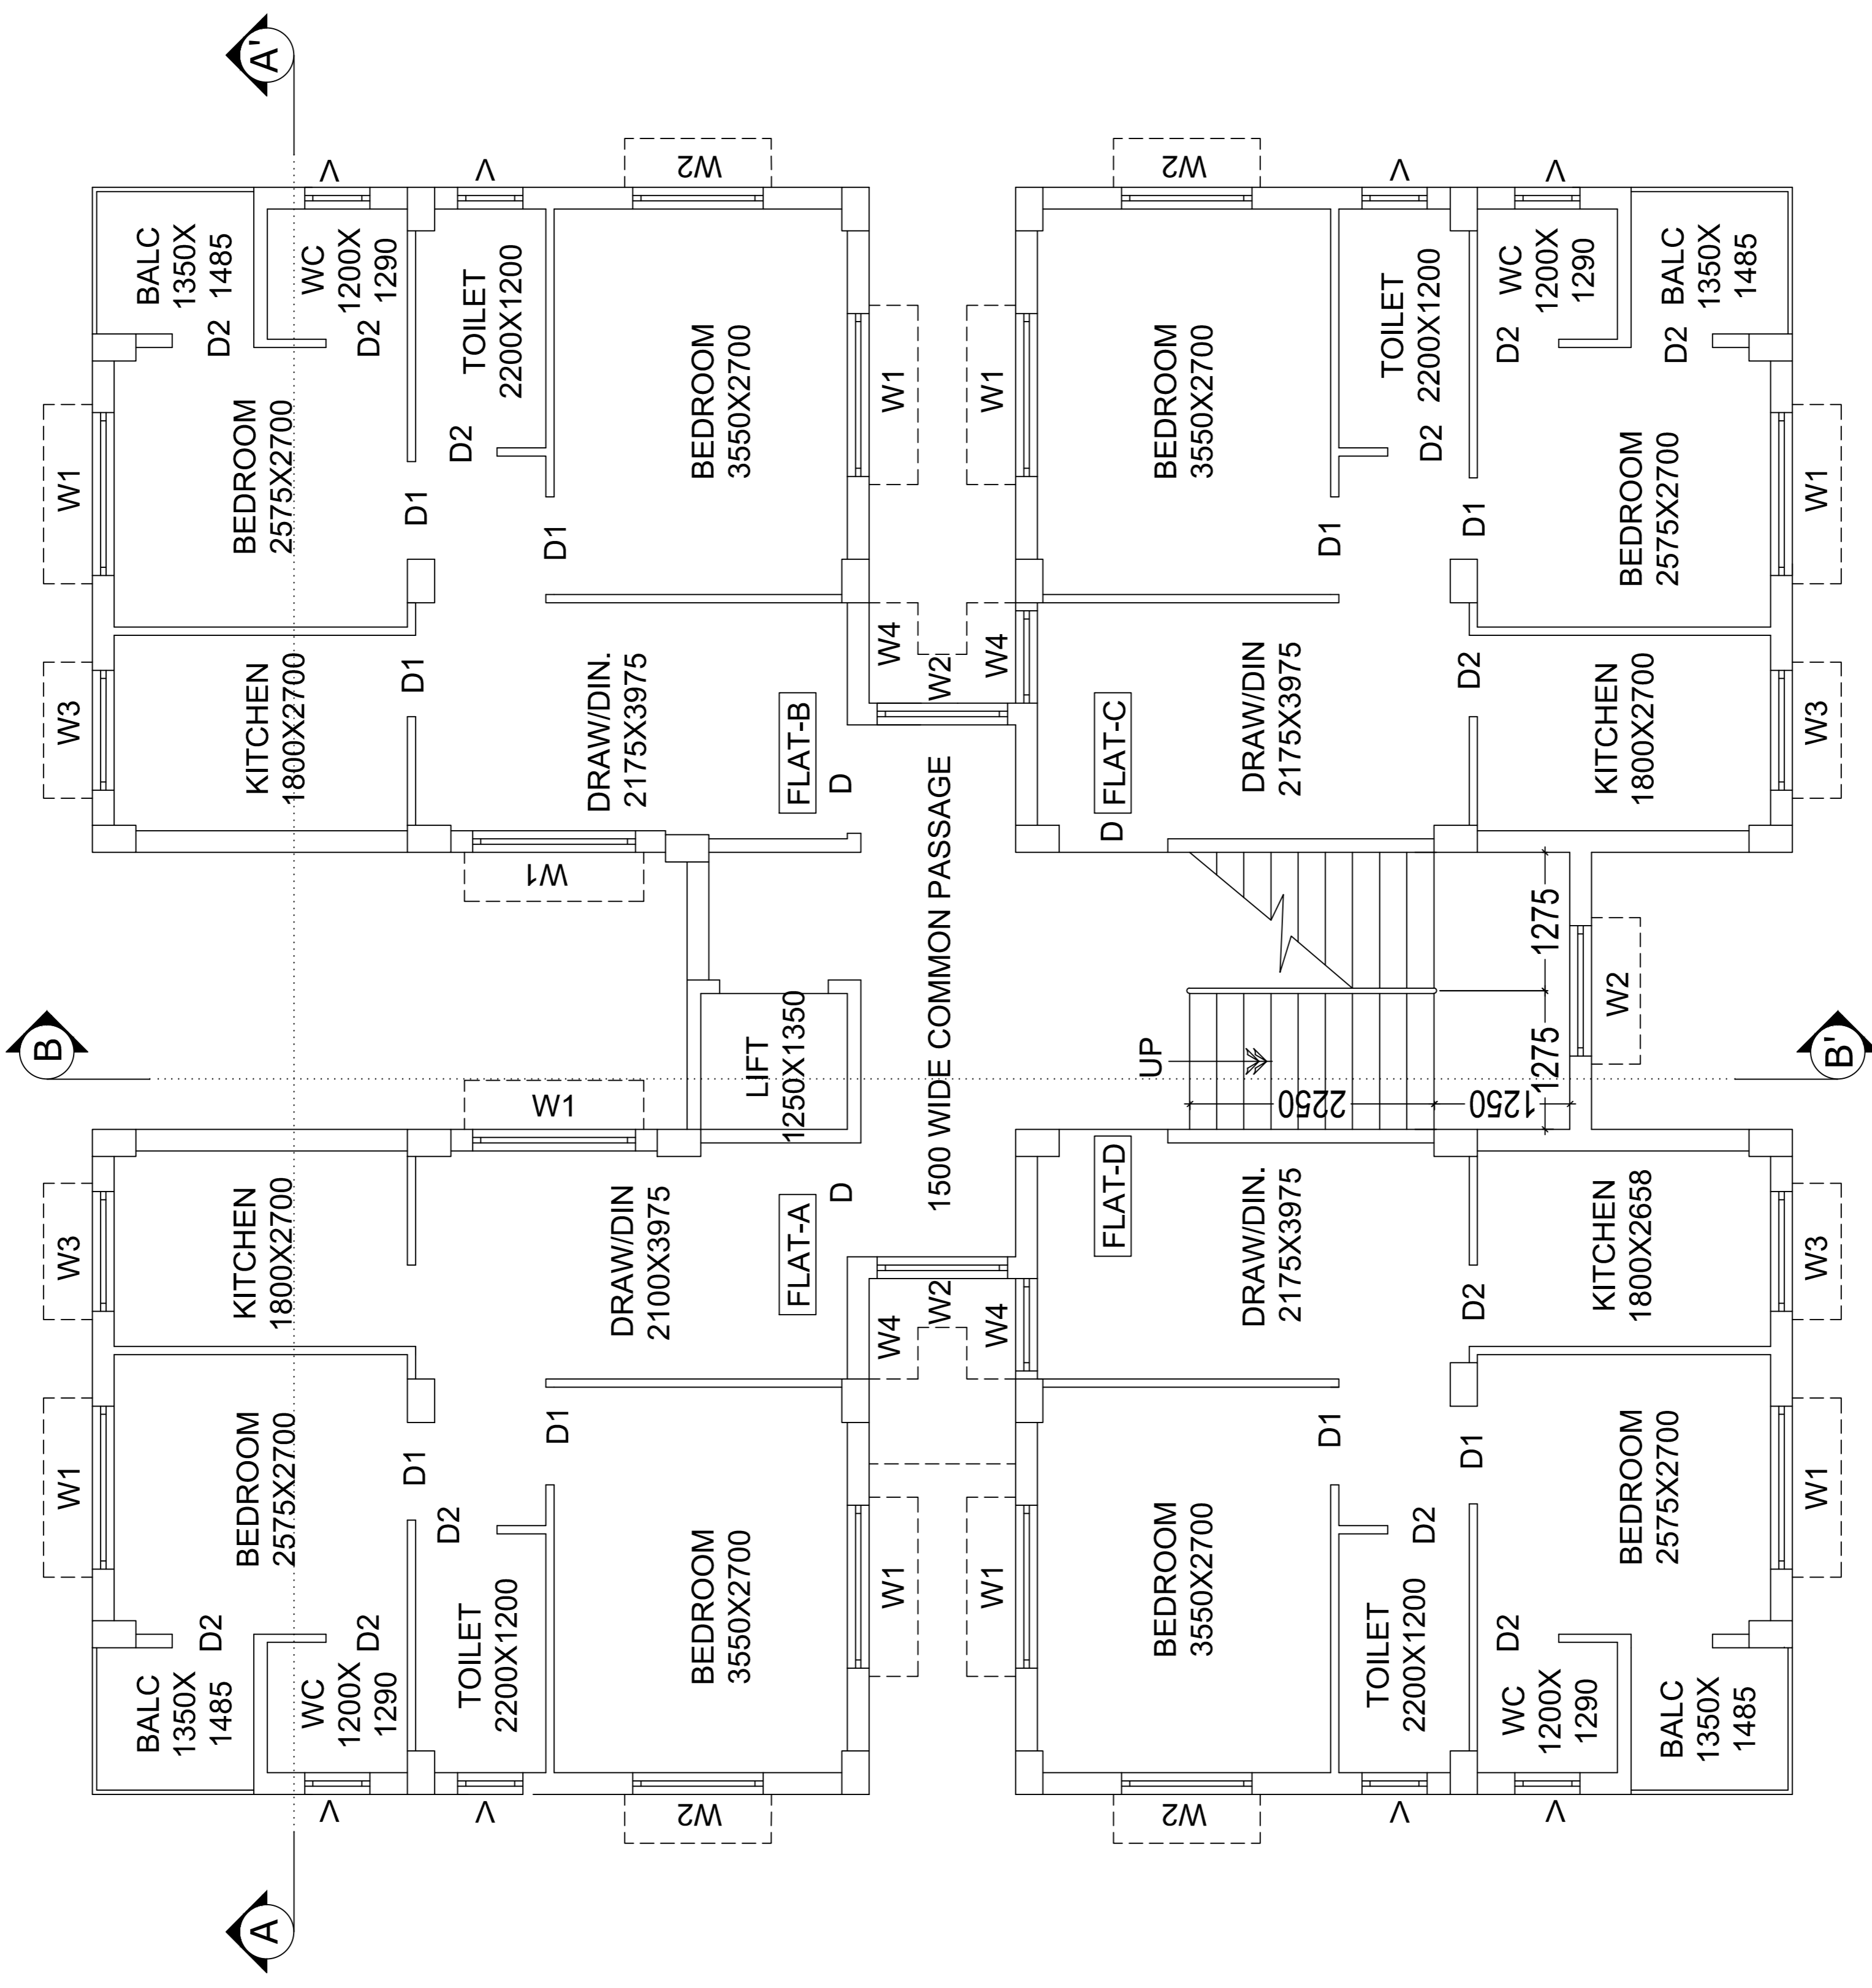 B
W1
W3
W3
W1
A
A'
BALC
1350X
1485
D2
BEDROOM
2575X2700
KITCHEN
1800X2700
WC
1200X
1290
D2
V
D1
TOILET
2200X1200
D2
V
D1
DRAW/DIN
2100X3975
W1
BEDROOM
3550X2700
W2
FLAT-A
D
LIFT
1250X1350
KITCHEN
1800X2700
BEDROOM
2575X2700
BALC
1350X
1485
D2
WC
1200X
1290
D2
V
D1
D1
TOILET
2200X1200
D2
V
W1
DRAW/DIN.
2175X3975
D1
BEDROOM
3550X2700
W2
FLAT-B
D
W1
W4
W4
W1
W2
1500 WIDE COMMON PASSAGE
W2
W1
W4
W4
W1
FLAT-D
D
FLAT-C
UP
W2
BEDROOM
3550X2700
D1
DRAW/DIN.
2175X3975
2250
1250
1275
1275
V
TOILET
2200X1200
D2
D1
D2
V
WC
1200X
1290
D2
BEDROOM
2575X2700
KITCHEN
1800X2658
BALC
1350X
1485
DRAW/DIN
2175X3975
D1
BEDROOM
3550X2700
W2
D2
TOILET
2200X1200
V
D2
D1
D2
WC
1200X
1290
V
KITCHEN
1800X2700
BEDROOM
2575X2700
D2
BALC
1350X
1485
W2
W1
W3
W3
W1
B'